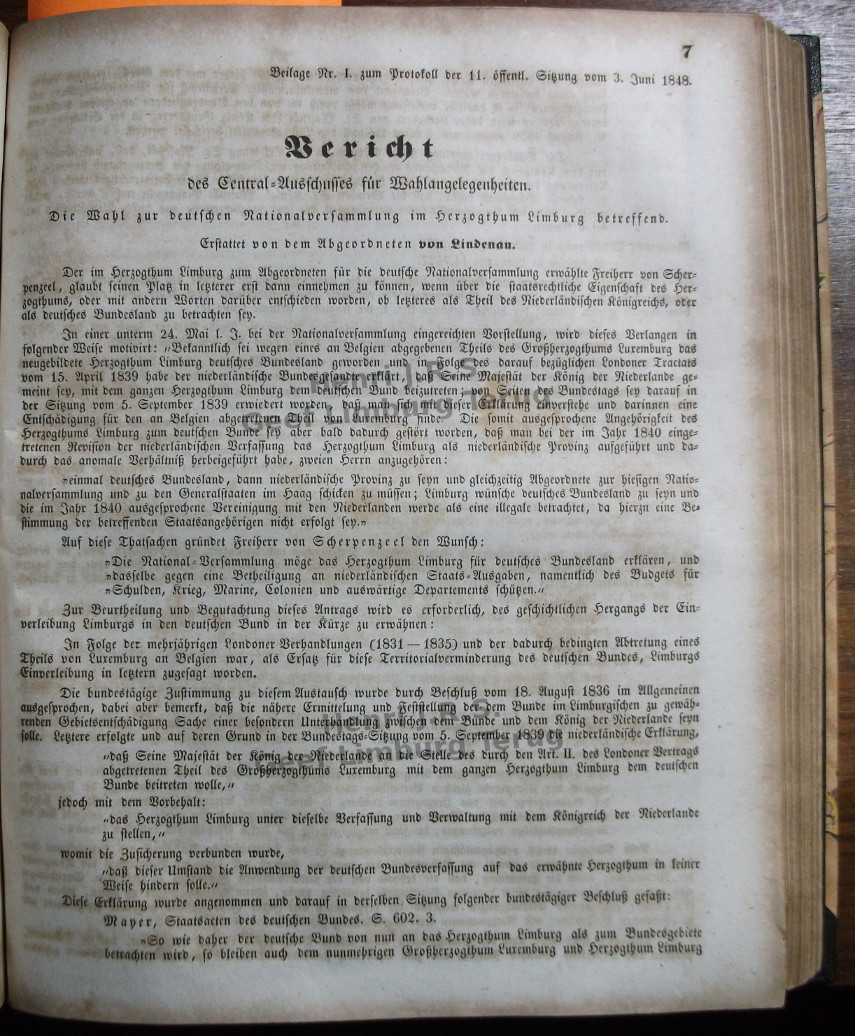 7
Beilage Nr. I. zum Protokoll der 11. öffentl. Sitzung vom 3. Juni 1848.
Bericht
des Central-Ausschusses für Wahlangelegenheiten.
Die Wahl zur deutschen Nationalversammlung im Herzogthum Limburg betreffend.
Erstattet von dem Abgeordneten von Lindenau.
Der im Herzogthum Limburg zum Abgeordneten für die deutsche Nationalversammlung erwählte Freiherr von Scher-
penzeel, glaubt seinen Platz in letzterer erst dann einnehmen zu können, wenn über die staatsrechtliche Eigenschaft des Her-
zogthums, oder mit andern Worten darüber entschieden worden, ob letzteres als Theil des Niederländischen Königreichs, oder
als deutsches Bundesland zu betrachten sey.
In einer unterm 24. Mai l. J. bei der Nationalversammlung eingereichten Vorstellung, wird dieses Verlangen in
folgender Weise motivirt: „Bekanntlich sei wegen eines an Belgien abgegebenen Theils des Großherzogthums Luxemburg das
neugebildete Herzogthum Limburg deutsches Bundesland geworden und in Folge des darauf bezüglichen Londoner Tractats
vom 15. April 1839 habe der niederländische Bundesgesandte erklärt, daß Seine Majestät der König der Niederlande ge-
meint sey, mit dem ganzen Herzogthum Limburg dem deutschen Bund beizutreten; von Seiten des Bundestags sey darauf in
der Sitzung vom 5. September 1839 erwiedert worden, daß man sich mit dieser Erklärung einverstehe und darinnen eine
Entschädigung für den an Belgien abgetretenen Theil von Luxemburg finde. Die somit ausgesprochene Angehörigkeit des
Herzogthums Limburg zum deutschen Bund sey aber bald dadurch gestört worden, daß man bei der im Jahr 1840 einge-
tretenen Revision der niederländischen Verfassung das Herzogthum Limburg als niederländische Provinz aufgeführt und da-
durch das anomale Verhältniß herbeigeführt habe, zweien Herrn anzugehören:
»einmal deutsches Bundesland, dann niederländische Provinz zu seyn und gleichzeitig Abgeordnete zur hiesigen Natio-
nalversammlung und zu den Generalstaaten im Haag schicken zu müssen; Limburg wünsche deutsches Bundesland zu seyn und
die im Jahr 1840 ausgesprochene Vereinigung mit den Niederlanden werde als eine illegale betrachtet, da hierzu eine Be-
stimmung der betreffenden Staatsangehörigen nicht erfolgt sey.»
Auf diese Thatsachen gründet Freiherr von Scherpenzeel den Wunsch:
»Die National-Versammlung möge das Herzogthum Limburg für deutsches Bundesland erklären, und
»dasselbe gegen eine Betheiligung an niederländischen Staats-Ausgaben, namentlich des Budgets für
»Schulden, Krieg, Marine, Colonien und auswärtige Departements schützen.„
Zur Beurtheilung und Begutachtung dieses Antrags wird es erforderlich, des geschichtlichen Hergangs der Ein-
verleibung Limburgs in den deutschen Bund in der Kürze zu erwähnen:
In Folge der mehrjährigen Londoner Verhandlungen (1831—1835) und der dadurch bedingten Abtretung eines
Theils von Luxemburg an Belgien war, als Ersatz für diese Territorialverminderung des deutschen Bundes, Limburgs
Einverleibung in letztern zugesagt worden.
Die bundestägige Zustimmung zu diesem Austausch wurde durch Beschluß vom 18. August 1836 im Allgemeinen
ausgesprochen, dabei aber bemerkt, daß die nähere Ermittelung und Feststellung der dem Bunde im Limburgischen zu gewäh-
renden Gebietsentschädigung Sache einer besondern Unterhandlung zwischen dem Bunde und dem König der Niederlande seyn
solle. Letztere erfolgte und auf deren Grund in der Bundestags-Sitzung vom 5. September 1839 die niederländische Erklärung,
„daß Seine Majestät der König der Niederlande an die Stelle des durch den Art. II. des Londoner Vertrags
abgetretenen Theil des Großherzogthums Luxemburg mit dem ganzen Herzogthum Limburg dem deutschen
Bunde beitreten wolle,„
jedoch mit dem Vorbehalt:
„das Herzogthum Limburg unter dieselbe Verfassung und Verwaltung mit dem Königreich der Niederlande
zu stellen,„
womit die Zusicherung verbunden wurde,
„daß dieser Umstand die Anwendung der deutschen Bundesverfassung auf das erwähnte Herzogthum in keiner
Weise hindern solle.„
Diese Erklärung wurde angenommen und darauf in derselben Sitzung folgender bundestägiger Beschluß gefaßt:
Mayer, Staatsacten des deutschen Bundes. S. 602. 3.
»So wie daher der deutsche Bund von nun an das Herzogthum Limburg als zum Bundesgebiete
betrachten wird, so bleiben auch dem nunmehrigen Großherzogthum Luxemburg und Herzogthum Limburg
Geef Limburg Terug